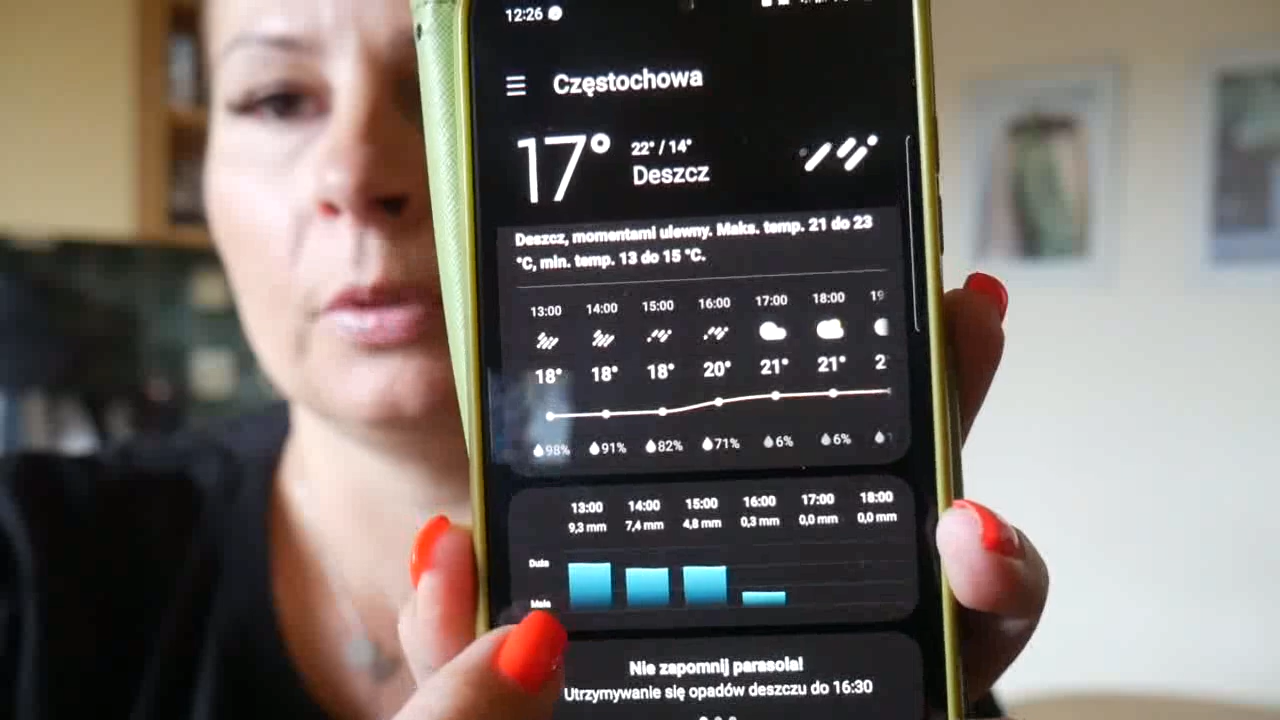 12:26
Częstochowa
17°
22° / 14°
Deszcz
Deszcz, momentami ulewny. Maks. temp. 21 do 23
°C, min. temp. 13 do 15 °C.
13:00 14:00 15:00 16:00 17:00 18:00 19
18° 18° 18° 20° 21° 21° 2
98% 91% 82% 71% 6% 6%
13:00 14:00 15:00 16:00 17:00 18:00
9,3 mm 7,4 mm 4,8 mm 0,3 mm 0,0 mm 0,0 mm
Duża
Mała
Nie zapomnij parasola!
Utrzymywanie się opadów deszczu do 16:30